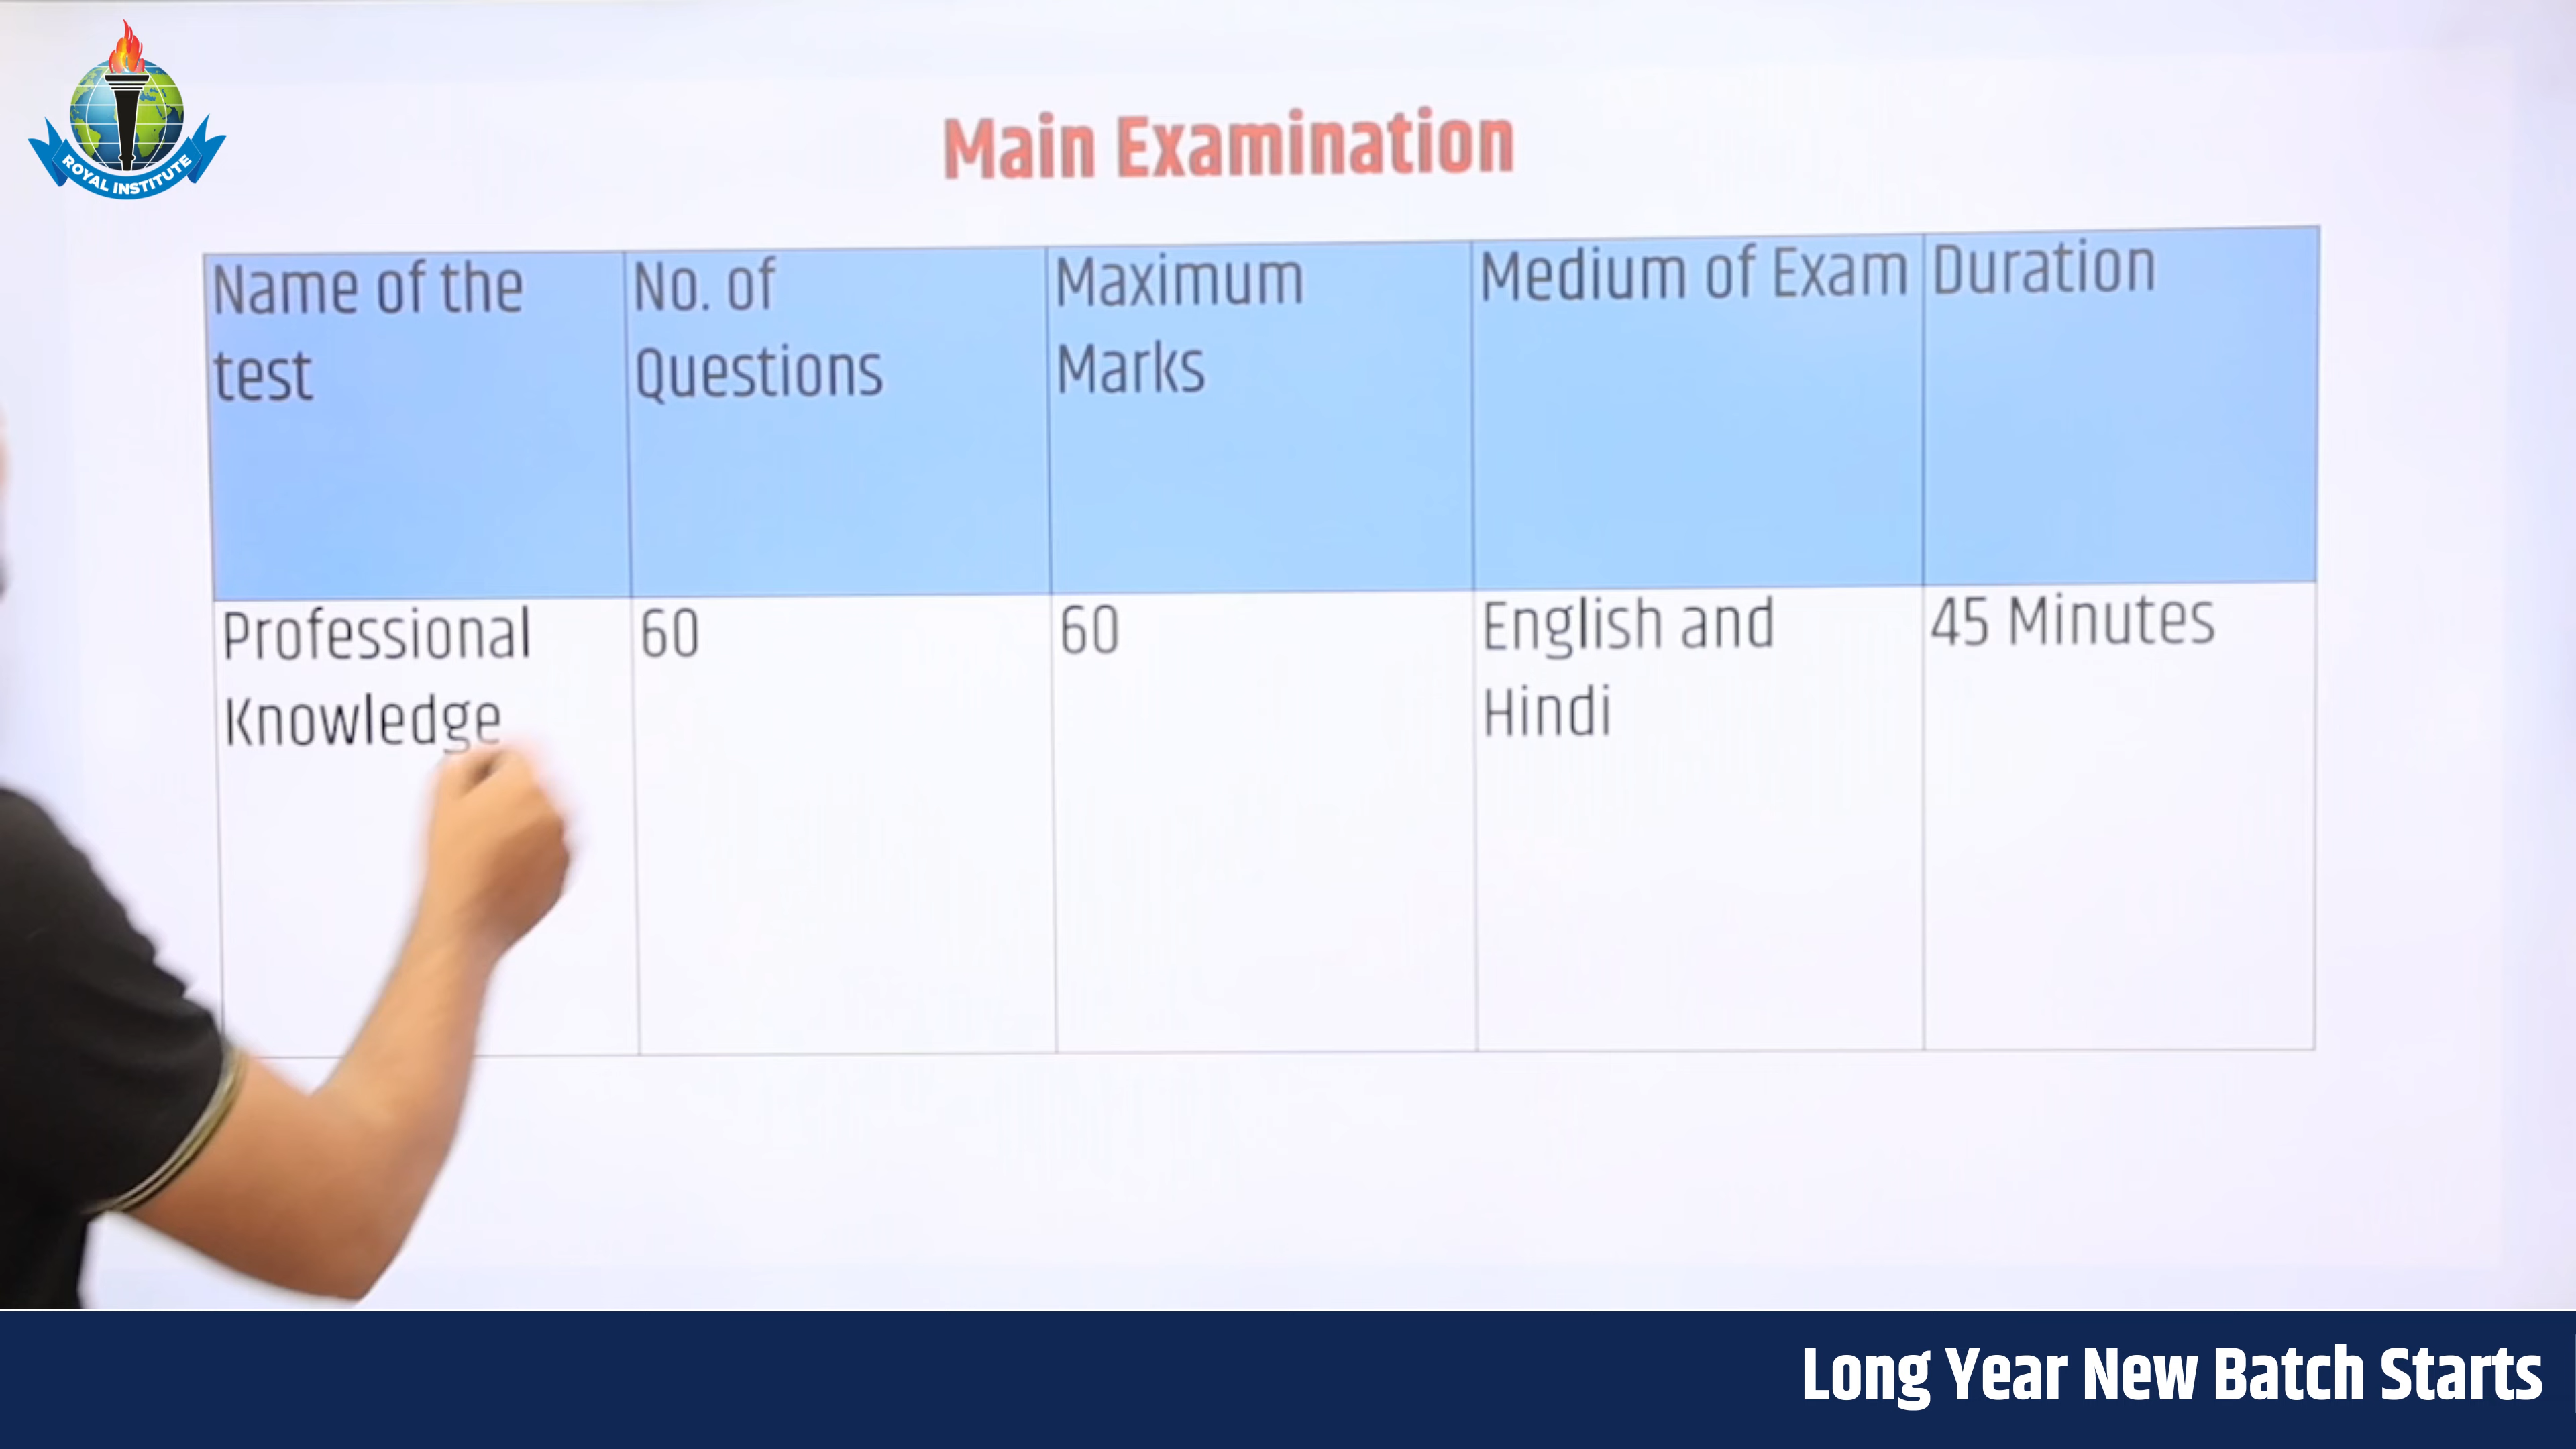 ROYAL INSTITUTE
Main Examination
Name of the
test
No. of
Questions
Maximum
Marks
Medium of Exam
Duration
Professional
Knowledge
60
60
English and
Hindi
45 Minutes
Long Year New Batch Starts